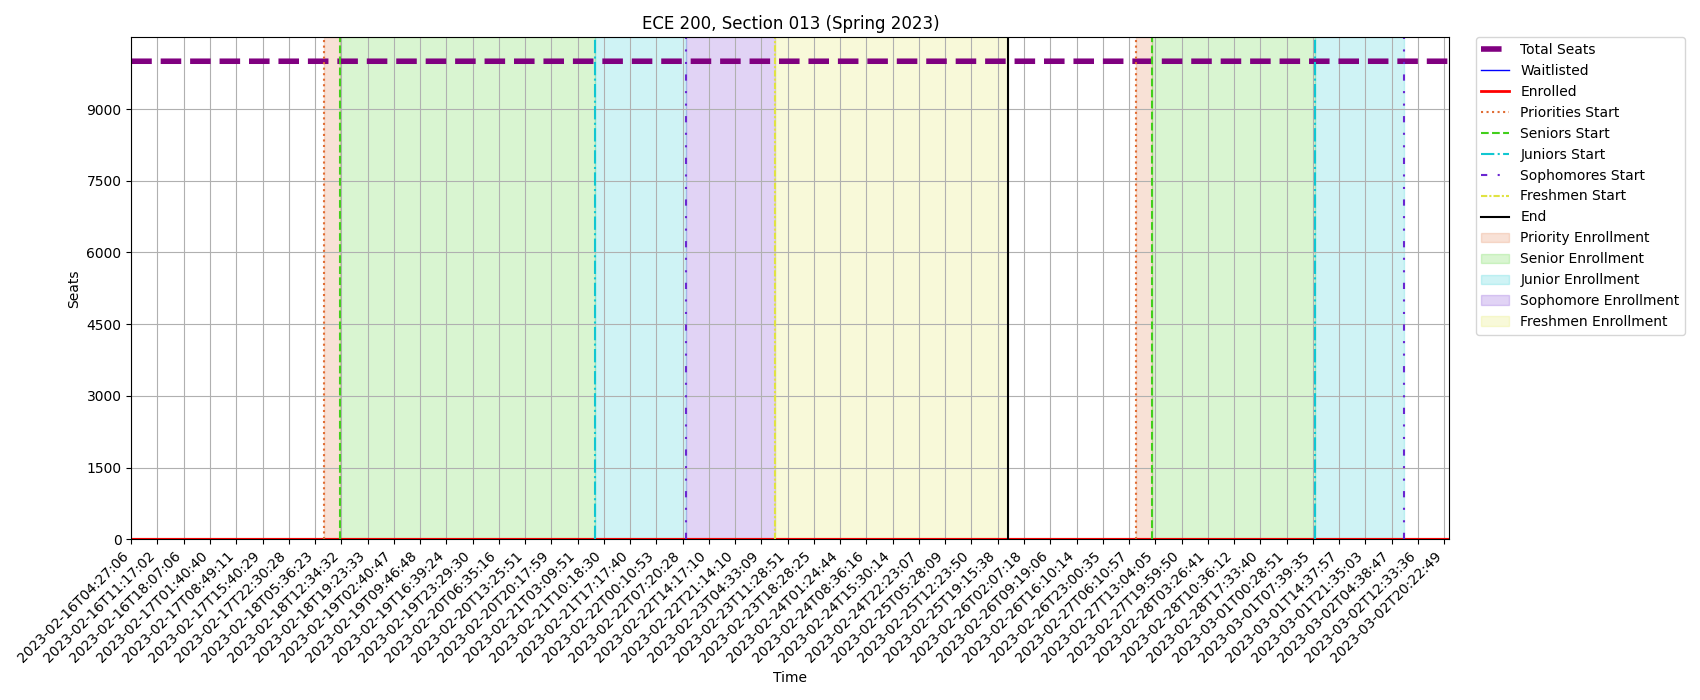 ECE 200, Section 013 (Spring 2023)
Seats
9000
7500
6000
4500
3000
1500
0
2023-02-16T04:27:06
2023-02-16T11:17:02
2023-02-16T18:07:06
2023-02-17T01:40:40
2023-02-17T08:49:11
2023-02-17T15:40:29
2023-02-17T22:30:28
2023-02-18T05:36:23
2023-02-18T12:34:32
2023-02-18T19:23:33
2023-02-19T02:40:47
2023-02-19T09:46:48
2023-02-19T16:39:24
2023-02-19T23:29:30
2023-02-20T06:35:16
2023-02-20T13:25:51
2023-02-20T20:17:59
2023-02-21T03:09:51
2023-02-21T10:18:30
2023-02-21T17:17:40
2023-02-22T00:10:53
2023-02-22T07:20:28
2023-02-22T14:17:10
2023-02-22T21:14:10
2023-02-23T04:33:09
2023-02-23T11:28:51
2023-02-23T18:28:25
2023-02-24T01:24:44
2023-02-24T08:36:16
2023-02-24T15:30:14
2023-02-24T22:23:07
2023-02-25T05:28:09
2023-02-25T12:23:50
2023-02-25T19:15:38
2023-02-26T02:07:18
2023-02-26T09:19:06
2023-02-26T16:10:14
2023-02-26T23:00:35
2023-02-27T06:10:57
2023-02-27T13:04:05
2023-02-27T19:59:50
2023-02-28T03:26:41
2023-02-28T10:36:12
2023-02-28T17:33:40
2023-03-01T00:28:51
2023-03-01T07:39:35
2023-03-01T14:37:57
2023-03-01T21:35:03
2023-03-02T04:38:47
2023-03-02T12:33:36
2023-03-02T20:22:49
Time
Total Seats
Waitlisted
Enrolled
Priorities Start
Seniors Start
Juniors Start
Sophomores Start
Freshmen Start
End
Priority Enrollment
Senior Enrollment
Junior Enrollment
Sophomore Enrollment
Freshmen Enrollment